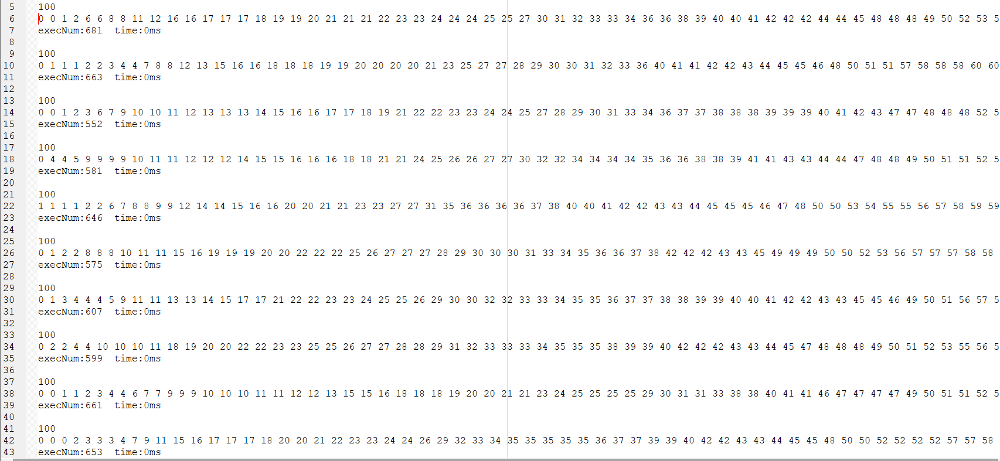 5 100
6 0 0 1 2 6 6 8 8 11 12 16 16 17 17 17 18 19 19 20 21 21 21 22 23 23 24 24 24 25 25 27 30 31 32 33 33 34 36 36 38 39 40 40 41 42 42 42 44 44 45 48 48 48 49 50 52 53 5
7 execNum:681  time:0ms
8
9 100
10 0 1 1 1 2 2 3 4 4 7 8 8 12 13 15 16 16 18 18 18 19 19 20 20 20 20 21 23 25 27 27 28 29 30 30 31 32 33 36 40 41 41 42 42 43 44 45 45 46 48 50 51 51 57 58 58 58 60 60
11 execNum:663  time:0ms
12
13 100
14 0 0 1 2 3 6 7 9 10 10 11 12 13 13 13 14 15 16 16 17 17 18 19 21 22 22 23 23 24 24 25 27 28 29 30 31 33 34 36 37 37 38 38 38 39 39 39 40 41 42 43 47 47 48 48 48 52 5
15 execNum:552  time:0ms
16
17 100
18 0 4 4 5 9 9 9 9 10 11 11 12 12 12 14 15 15 16 16 16 18 18 21 21 24 25 26 26 27 27 30 32 32 34 34 34 34 35 36 36 38 38 39 41 41 43 43 44 44 47 48 48 49 50 51 51 52 5
19 execNum:581  time:0ms
20
21 100
22 1 1 1 1 2 2 6 7 8 8 9 9 12 14 14 15 16 16 20 20 21 21 23 23 27 27 31 35 36 36 36 36 37 38 40 40 41 42 42 43 43 44 45 45 45 46 47 48 50 50 53 54 55 55 56 57 58 59 59
23 execNum:646  time:0ms
24
25 100
26 0 1 2 2 8 8 8 10 11 11 15 16 19 19 19 20 20 22 22 22 25 26 27 27 27 28 29 30 30 30 31 33 34 35 36 36 37 38 42 42 42 43 43 45 49 49 49 50 50 52 53 56 57 57 57 58 58
27 execNum:575  time:0ms
28
29 100
30 0 1 3 4 4 4 5 9 11 11 13 13 14 15 17 17 21 22 22 23 23 24 25 25 26 29 30 30 32 32 33 33 34 35 35 36 37 37 38 38 39 39 40 40 41 42 42 43 43 45 45 46 49 50 51 56 57 5
31 execNum:607  time:0ms
32
33 100
34 0 2 2 4 4 10 10 10 11 18 19 20 20 22 22 23 23 25 25 26 27 27 28 28 29 31 32 33 33 33 34 35 35 35 38 39 39 40 42 42 42 43 43 44 45 47 48 48 48 49 50 51 52 53 55 56 5
35 execNum:599  time:0ms
36
37 100
38 0 0 1 1 2 3 4 4 6 7 7 9 9 9 10 10 10 11 11 12 12 13 15 15 16 18 18 18 19 20 20 21 21 23 24 25 25 25 25 29 30 31 31 33 38 38 40 41 41 46 47 47 47 47 49 50 51 51 52 5
39 execNum:661  time:0ms
40
41 100
42 0 0 0 2 3 3 3 4 7 9 11 15 16 17 17 17 18 20 20 21 22 23 23 24 24 26 29 32 33 34 35 35 35 35 35 36 37 37 39 39 40 42 42 43 43 44 45 45 48 50 50 52 52 52 52 57 57 58
43 execNum:653  time:0ms